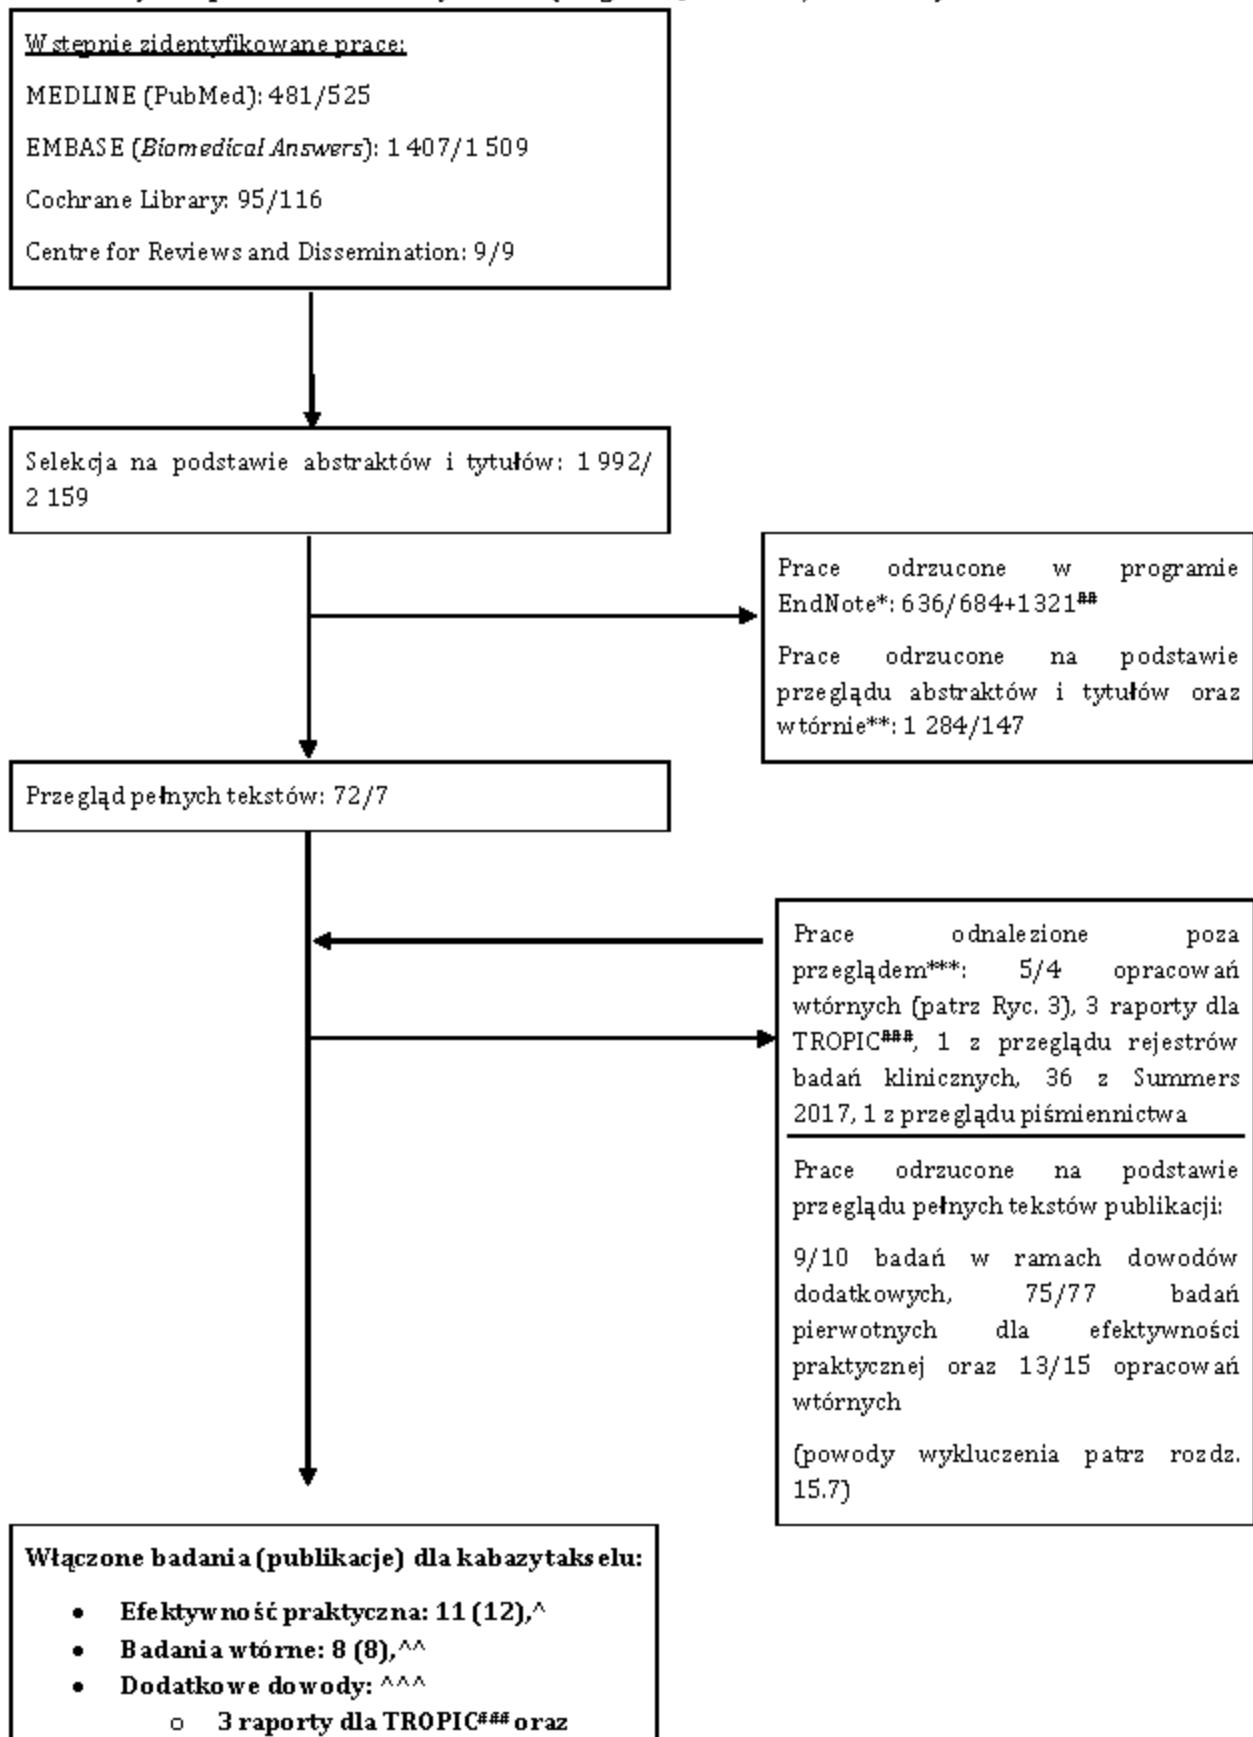 Wstępnie zidentyfikowane prace:
MEDLINE (PubMed): 481/525
EMBASE (Biomedical Answers): 1 407/1 509
Cochrane Library: 95/116
Centre for Reviews and Dissemination: 9/9
Selekcja na podstawie abstraktów i tytułów: 1 992/
2 159
Prace odrzucone w programie
EndNote*: 636/684+1321##
Prace odrzucone na podstawie
przeglądu abstraktów i tytułów oraz
wtórnie**: 1 284/147
Przegląd pełnych tekstów: 72/7
Prace odnalezione poza
przeglądem***: 5/4 opracowań
wtórnych (patrz Ryc. 3), 3 raporty dla
TROPIC###, 1 z przeglądu rejestrów
badań klinicznych, 36 z Summers
2017, 1 z przeglądu piśmiennictwa
Prace odrzucone na podstawie
przeglądu pełnych tekstów publikacji:
9/10 badań w ramach dowodów
dodatkowych, 75/77 badań
pierwotnych dla efektywności
praktycznej oraz 13/15 opracowań
wtórnych
(powody wykluczenia patrz rozdz.
15.7)
Włączone badania (publikacje) dla kabazytakselu:
• Efektywność praktyczna: 11 (12),^
• Badania wtórne: 8 (8),^^
• Dodatkowe dowody: ^^^
o 3 raporty dla TROPIC### oraz